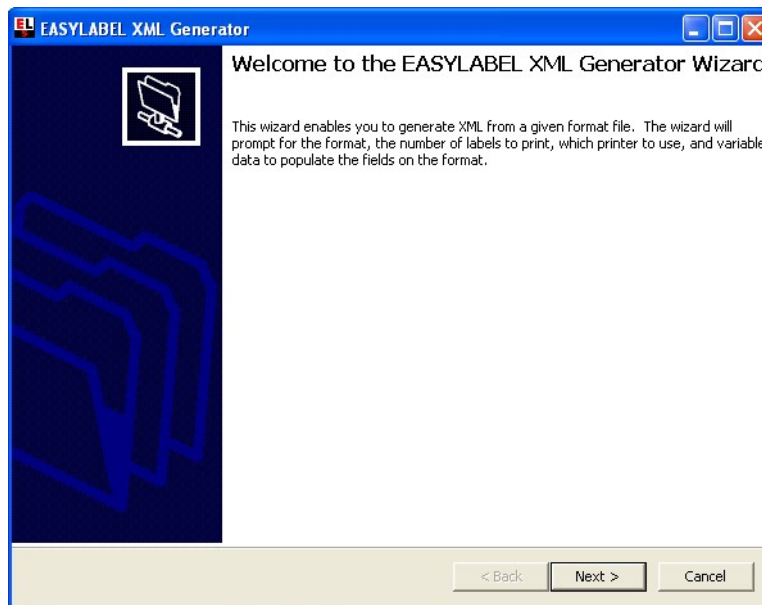 EL
EASYLABEL XML Generator
Welcome to the EASYLABEL XML Generator Wizard
This wizard enables you to generate XML from a given format file. The wizard will
prompt for the format, the number of labels to print, which printer to use, and variable
data to populate the fields on the format.
< Back
Next >
Cancel